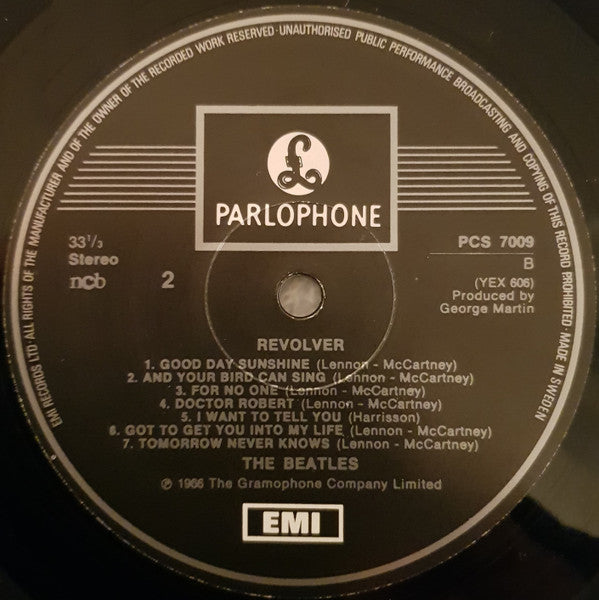 EMI RECORDS LTD · ALL RIGHTS OF THE MANUFACTURER AND OF THE OWNER OF THE RECORDED WORK RESERVED · UNAUTHORISED PUBLIC PERFORMANCE BROADCASTING AND COPYING OF THIS RECORD PROHIBITED · MADE IN SWEDEN
£
PARLOPHONE
33 1/3
Stereo
ncb
2
PCS 7009
B
(YEX 606)
Produced by
George Martin
REVOLVER
1. GOOD DAY SUNSHINE (Lennon - McCartney)
2. AND YOUR BIRD CAN SING (Lennon - McCartney)
3. FOR NO ONE (Lennon - McCartney)
4. DOCTOR ROBERT (Lennon - McCartney)
5. I WANT TO TELL YOU (Harrisson)
6. GOT TO GET YOU INTO MY LIFE (Lennon - McCartney)
7. TOMORROW NEVER KNOWS (Lennon - McCartney)
THE BEATLES
℗ 1966 The Gramophone Company Limited
EMI